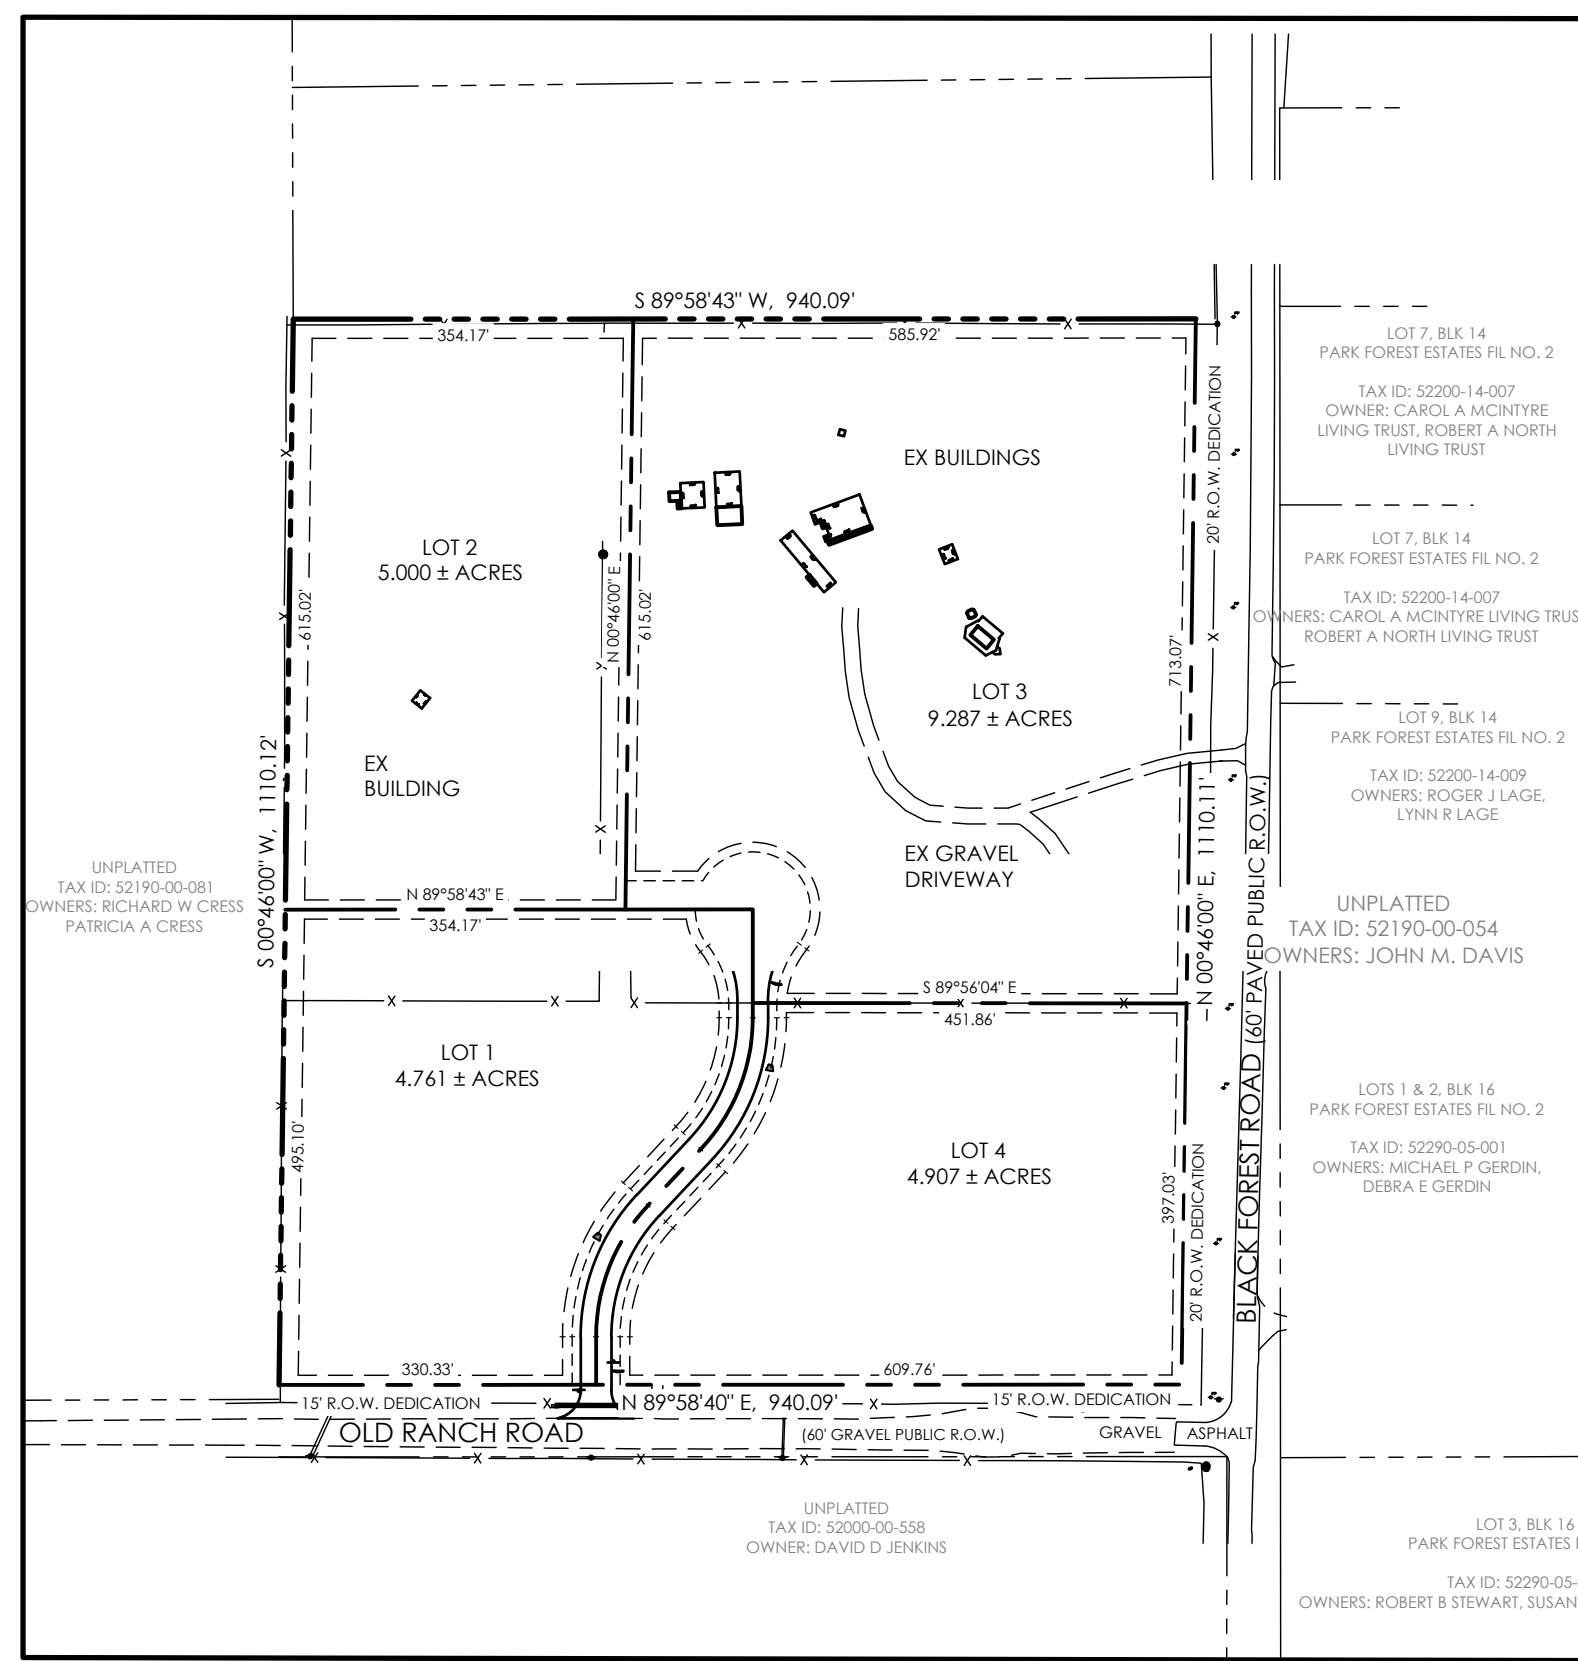 S 89°58'43" W, 940.09'
354.17'
585.92'
20' R.O.W. DEDICATION
EX BUILDINGS
LOT 2
5.000 ± ACRES
615.02'
N 00°46'00" E
615.02'
713.07'
LOT 3
9.287 ± ACRES
EX
BUILDING
S 00°46'00" W, 1110.12'
EX GRAVEL
DRIVEWAY
N 00°46'00" E, 1110.11'
N 89°58'43" E
354.17'
S 89°56'04" E
451.86'
LOT 1
4.761 ± ACRES
495.10'
LOT 4
4.907 ± ACRES
397.03'
20' R.O.W. DEDICATION
BLACK FOREST ROAD (60' PAVED PUBLIC R.O.W.)
330.33'
609.76'
15' R.O.W. DEDICATION
N 89°58'40" E, 940.09'
15' R.O.W. DEDICATION
OLD RANCH ROAD
(60' GRAVEL PUBLIC R.O.W.)
GRAVEL
ASPHALT
UNPLATTED
TAX ID: 52190-00-081
OWNERS: RICHARD W CRESS
PATRICIA A CRESS
LOT 7, BLK 14
PARK FOREST ESTATES FIL NO. 2
TAX ID: 52200-14-007
OWNER: CAROL A MCINTYRE
LIVING TRUST, ROBERT A NORTH
LIVING TRUST
LOT 7, BLK 14
PARK FOREST ESTATES FIL NO. 2
TAX ID: 52200-14-007
OWNERS: CAROL A MCINTYRE LIVING TRUS
ROBERT A NORTH LIVING TRUST
LOT 9, BLK 14
PARK FOREST ESTATES FIL NO. 2
TAX ID: 52200-14-009
OWNERS: ROGER J LAGE,
LYNN R LAGE
UNPLATTED
TAX ID: 52190-00-054
OWNERS: JOHN M. DAVIS
LOTS 1 & 2, BLK 16
PARK FOREST ESTATES FIL NO. 2
TAX ID: 52290-05-001
OWNERS: MICHAEL P GERDIN,
DEBRA E GERDIN
UNPLATTED
TAX ID: 52000-00-558
OWNER: DAVID D JENKINS
LOT 3, BLK 16
PARK FOREST ESTATES
TAX ID: 52290-05-
OWNERS: ROBERT B STEWART, SUSAN